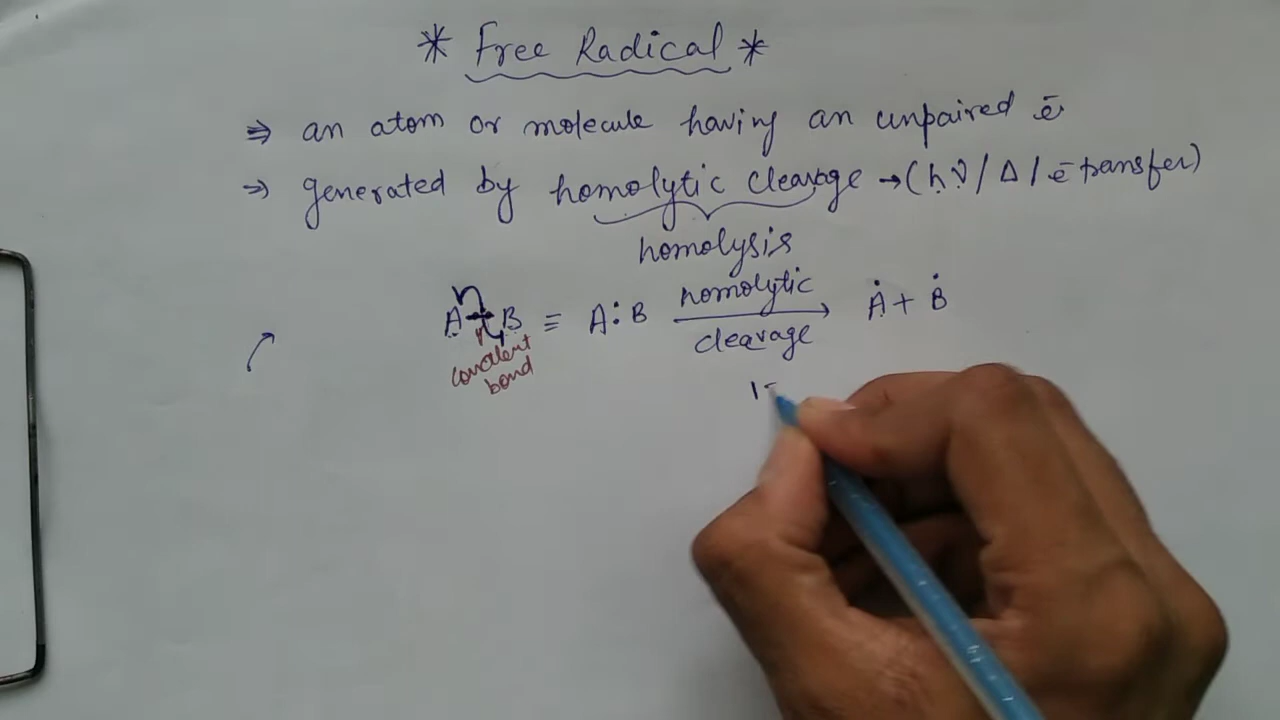 * Free Radical *
⇒ an atom or molecule having an unpaired ē
⇒ generated by homolytic cleavage → (hν / Δ / ē transfer)
homolysis
A–B ≡ A:B homolytic cleavage → Ȧ + Ḃ
covalent
bond